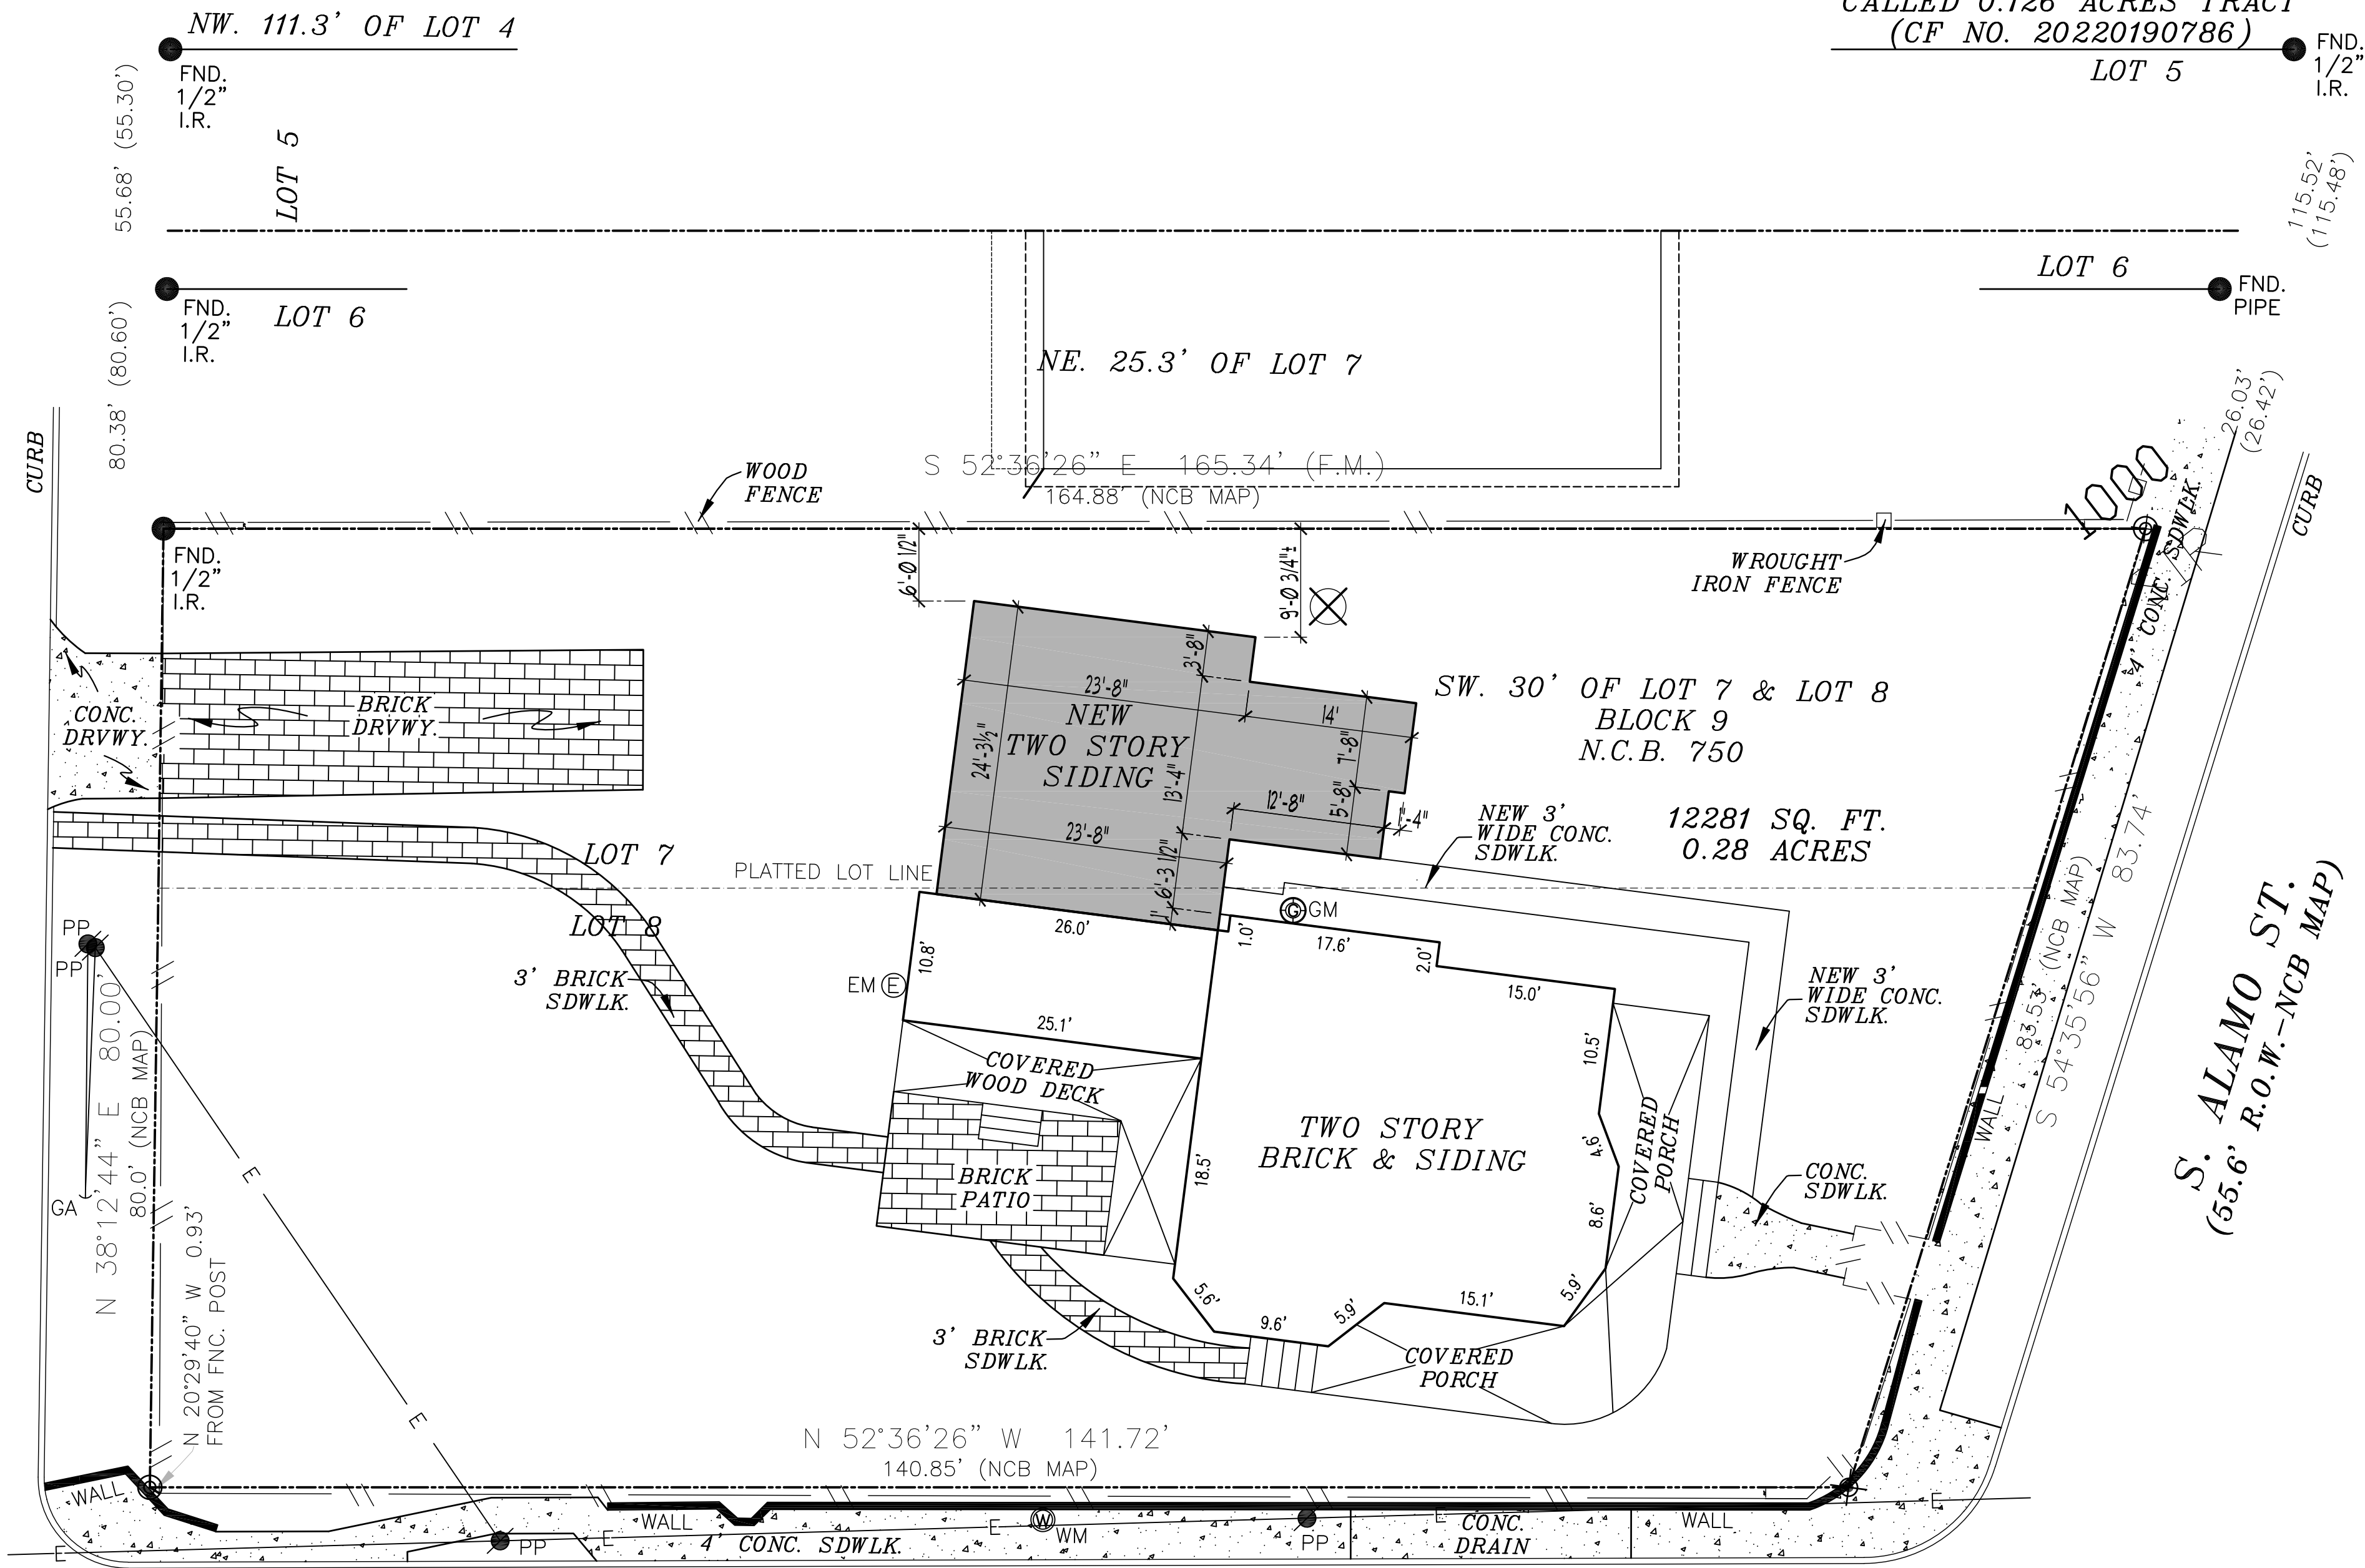 NW. 111.3' OF LOT 4
CALLED 0.726 ACRES TRACT
(CF NO. 20220190786)
LOT 5
FND.
1/2"
I.R.
FND.
1/2"
I.R.
55.68' (55.30')
LOT 5
115.52'
(115.48')
LOT 6
FND.
PIPE
FND.
1/2"
I.R.
LOT 6
80.38' (80.60')
NE. 25.3' OF LOT 7
26.03'
(26.42')
CURB
WOOD
FENCE
S 52°36'26" E 165.34' (F.M.)
164.88' (NCB MAP)
1000
CURB
FND.
1/2"
I.R.
6'-0 1/2"
9'-0 3/4"±
WROUGHT
IRON FENCE
4' CONC. SDWLK.
CONC.
DRVWY.
BRICK
DRVWY.
3'-8"
23'-8"
14'
NEW
TWO STORY
SIDING
24'-3½"
13'-4"
7'-8"
5'-8"
12'-8"
1'-4"
23'-8"
6'-3 1/2"
1"
SW. 30' OF LOT 7 & LOT 8
BLOCK 9
N.C.B. 750
12281 SQ. FT.
0.28 ACRES
NEW 3'
WIDE CONC.
SDWLK.
LOT 7
PLATTED LOT LINE
LOT 8
83.53' (NCB MAP)
S 54°35'56" W 83.74'
S. ALAMO ST.
(55.6' R.O.W.-NCB MAP)
PP
PP
26.0'
1.0'
G
GM
17.6'
2.0'
15.0'
10.8'
EM
E
3' BRICK
SDWLK.
NEW 3'
WIDE CONC.
SDWLK.
25.1'
COVERED
WOOD DECK
10.5'
4.6'
8.6'
5.9'
TWO STORY
BRICK & SIDING
COVERED
PORCH
WALL
BRICK
PATIO
18.5'
CONC.
SDWLK.
GA
N 38°12'44" E 80.00'
80.0' (NCB MAP)
N 20°29'40" W 0.93'
FROM FNC. POST
E
E
5.6'
9.6'
5.9'
15.1'
3' BRICK
SDWLK.
COVERED
PORCH
N 52°36'26" W 141.72'
140.85' (NCB MAP)
WALL
WALL
E
W
WM
E
CONC.
DRAIN
WALL
E
E
PP
E
4' CONC. SDWLK.
PP